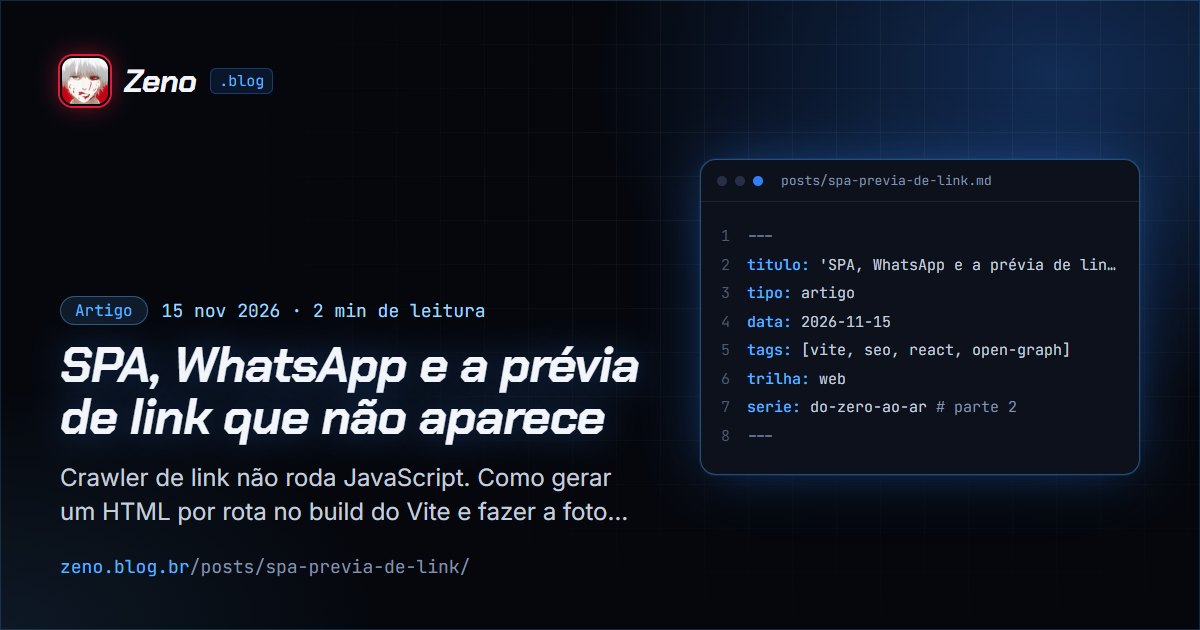 Zeno .blog
Artigo 15 nov 2026 · 2 min de leitura
SPA, WhatsApp e a prévia
de link que não aparece
Crawler de link não roda JavaScript. Como gerar
um HTML por rota no build do Vite e fazer a foto…
zeno.blog.br/posts/spa-previa-de-link/
posts/spa-previa-de-link.md
1 ---
2 titulo: 'SPA, WhatsApp e a prévia de lin…
3 tipo: artigo
4 data: 2026-11-15
5 tags: [vite, seo, react, open-graph]
6 trilha: web
7 serie: do-zero-ao-ar # parte 2
8 ---